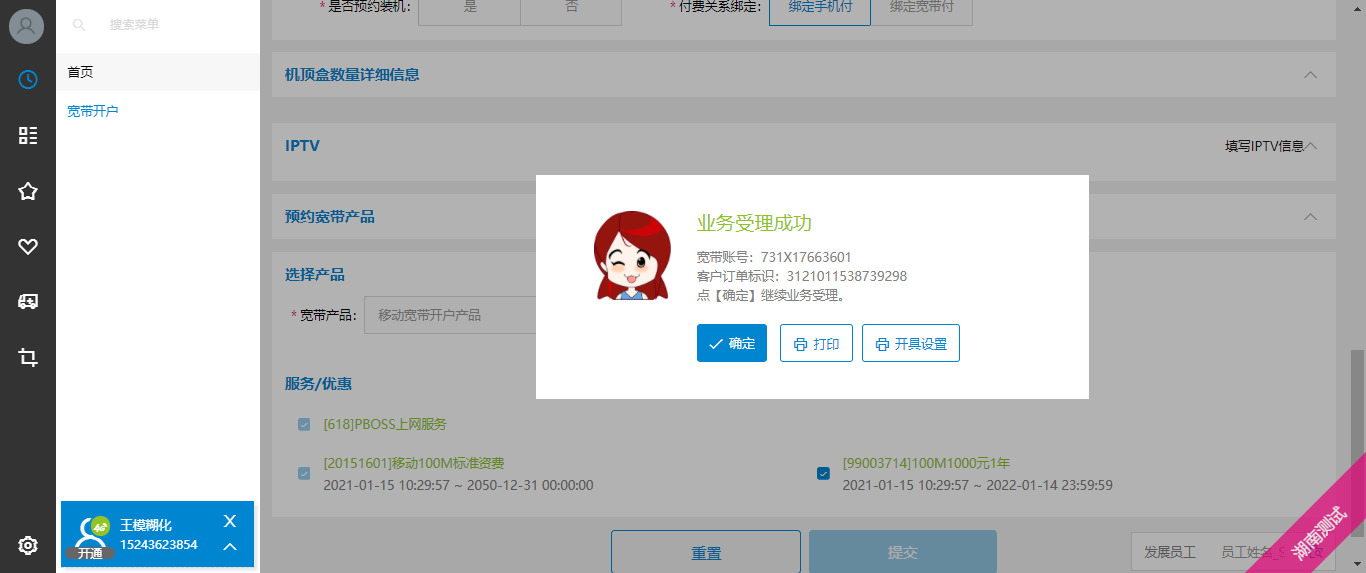 搜索菜单
首页
宽带开户
王模糊化
15243623854
开通
4G
X
*是否预约装机: 是 否 *付费关系绑定: 绑定手机付 绑定宽带付
机顶盒数量详细信息
IPTV 填写IPTV信息
预约宽带产品
选择产品
*宽带产品: 移动宽带开户产品
业务受理成功
宽带账号: 731X17663601
客户订单标识: 3121011538739298
点【确定】继续业务受理。
确定 打印 开具设置
服务/优惠
[618]PBOSS上网服务
[20151601]移动100M标准资费 [99003714]100M1000元1年
2021-01-15 10:29:57 ~ 2050-12-31 00:00:00 2021-01-15 10:29:57 ~ 2022-01-14 23:59:59
重置 提交 发展员工 员工姓名_
湖南测试